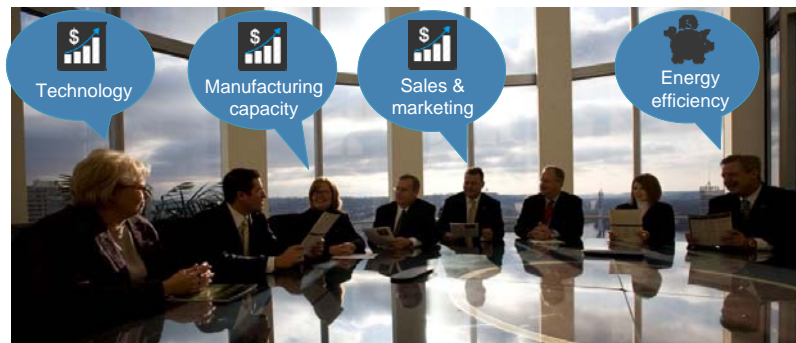 $
Technology
$
Manufacturing
capacity
$
Sales &
marketing
Energy
efficiency